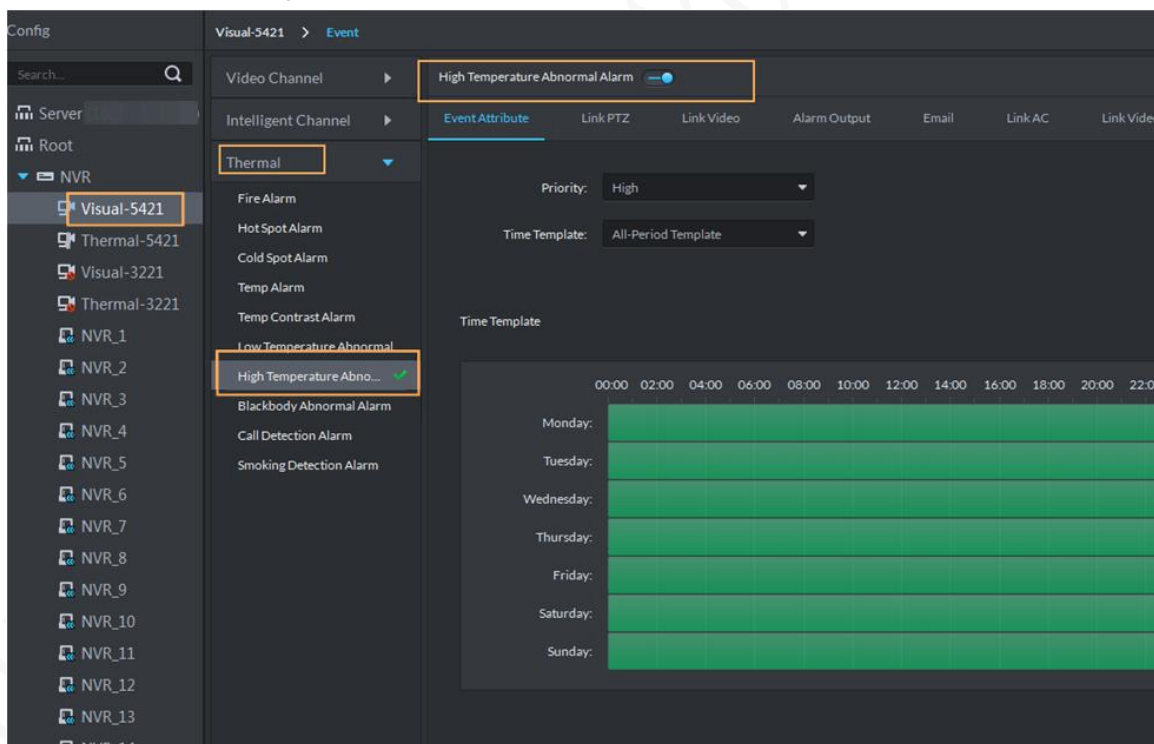 Config
Search...
Server
Root
NVR
Visual-5421
Thermal-5421
Visual-3221
Thermal-3221
NVR_1
NVR_2
NVR_3
NVR_4
NVR_5
NVR_6
NVR_7
NVR_8
NVR_9
NVR_10
NVR_11
NVR_12
NVR_13
Visual-5421 > Event
Video Channel
Intelligent Channel
Thermal
Fire Alarm
Hot Spot Alarm
Cold Spot Alarm
Temp Alarm
Temp Contrast Alarm
Low Temperature Abnormal
High Temperature Abno...
Blackbody Abnormal Alarm
Call Detection Alarm
Smoking Detection Alarm
High Temperature Abnormal Alarm
Event Attribute Link PTZ Link Video Alarm Output Email Link AC Link Vide
Priority: High
Time Template: All-Period Template
Time Template
00:00 02:00 04:00 06:00 08:00 10:00 12:00 14:00 16:00 18:00 20:00 22:0
Monday:
Tuesday:
Wednesday:
Thursday:
Friday:
Saturday:
Sunday: